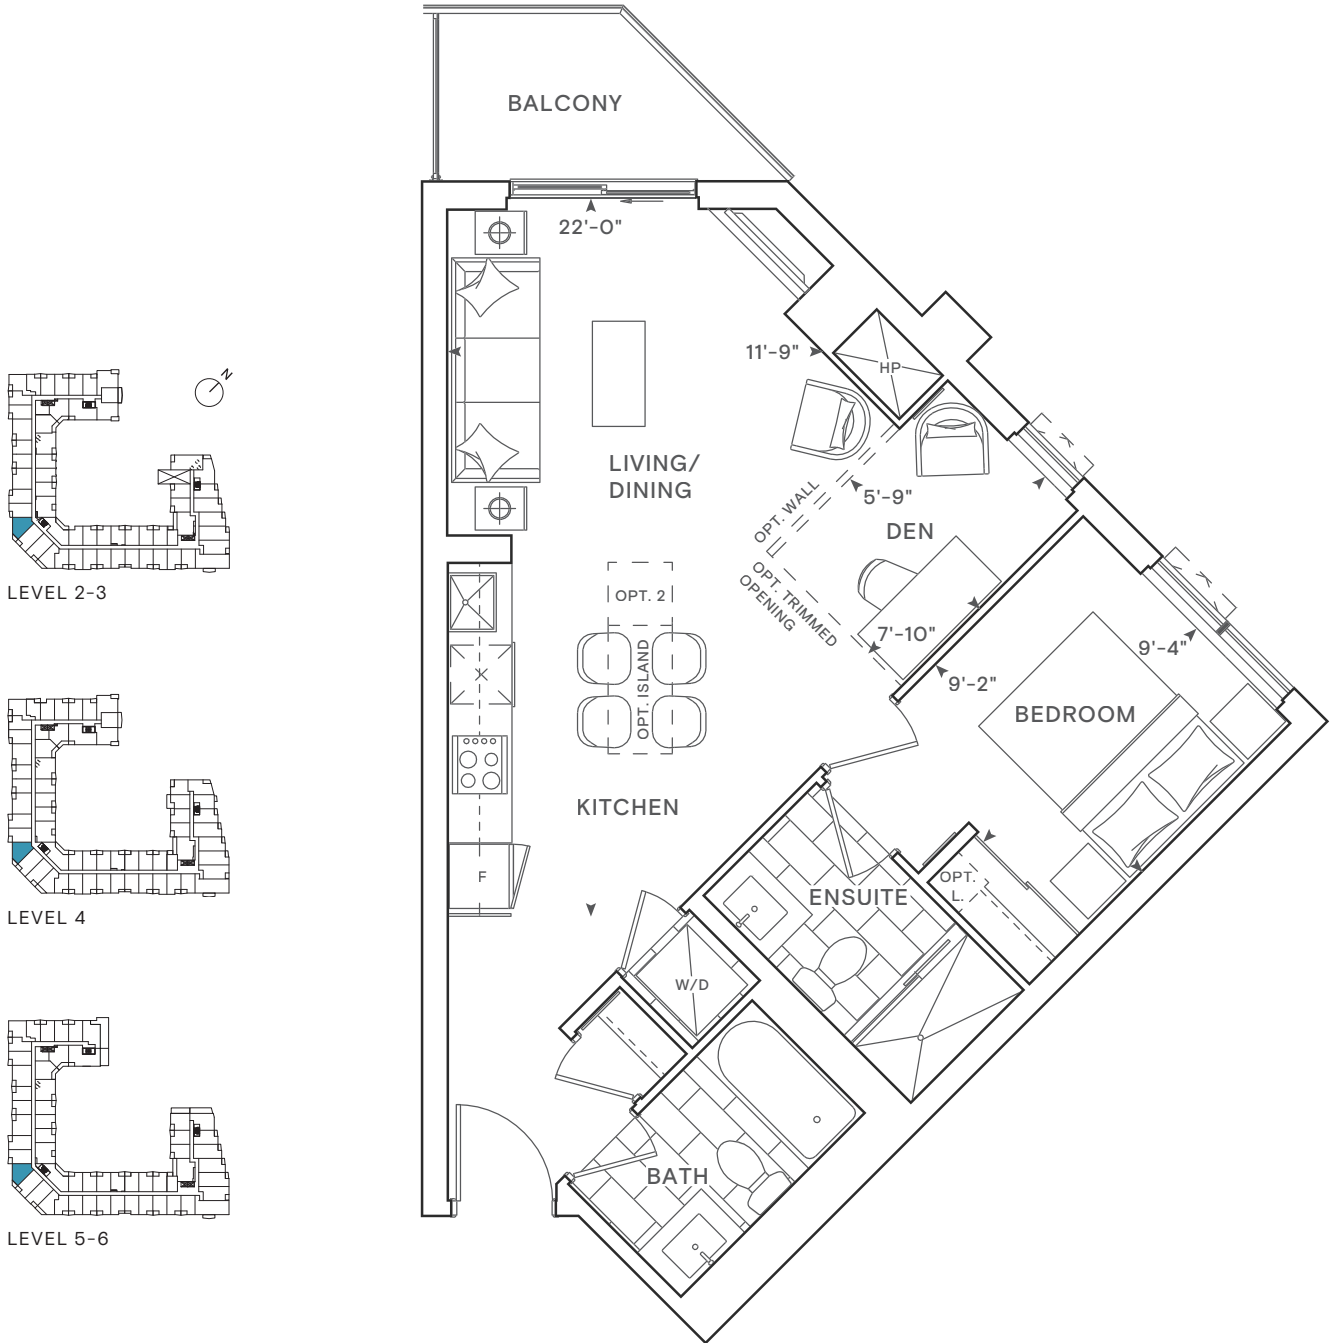 BALCONY
22'-0"
11'-9"
HP
LIVING/
DINING
OPT. WALL
5'-9"
DEN
OPT. TRIMMED
OPENING
7'-10"
9'-4"
9'-2"
BEDROOM
OPT. 2
OPT. ISLAND
KITCHEN
F
ENSUITE
OPT.
L.
W/D
BATH
N
LEVEL 2-3
LEVEL 4
LEVEL 5-6